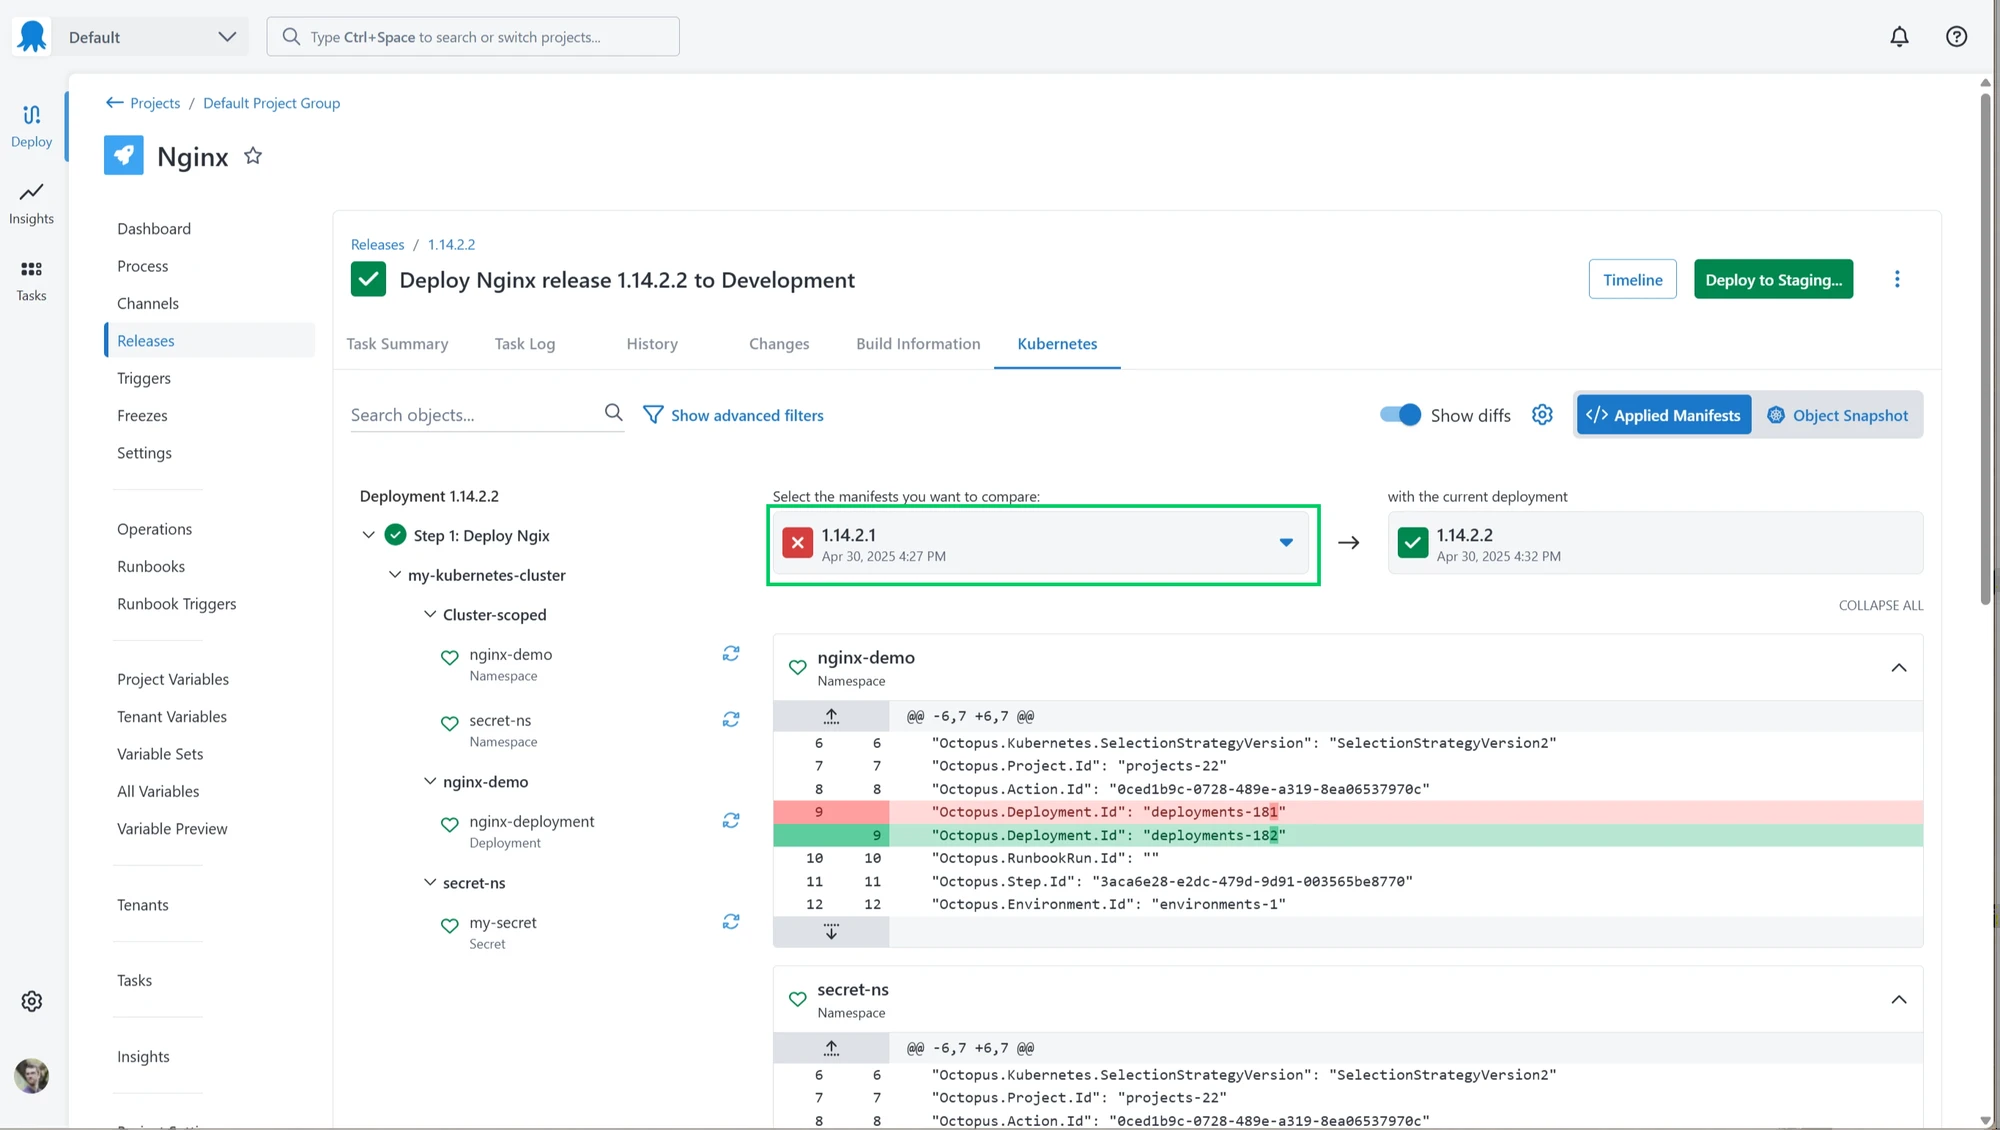 Default
Type Ctrl+Space to search or switch projects...
Deploy
Insights
Tasks
Projects / Default Project Group
Nginx
Dashboard
Process
Channels
Releases
Triggers
Freezes
Settings
Operations
Runbooks
Runbook Triggers
Project Variables
Tenant Variables
Variable Sets
All Variables
Variable Preview
Tenants
Tasks
Insights
Releases / 1.14.2.2
Deploy Nginx release 1.14.2.2 to Development
Timeline
Deploy to Staging...
Task Summary
Task Log
History
Changes
Build Information
Kubernetes
Search objects...
Show advanced filters
Show diffs
</> Applied Manifests
Object Snapshot
Deployment 1.14.2.2
Step 1: Deploy Ngix
my-kubernetes-cluster
Cluster-scoped
nginx-demo
Namespace
secret-ns
Namespace
nginx-demo
nginx-deployment
Deployment
secret-ns
my-secret
Secret
Select the manifests you want to compare:
1.14.2.1
Apr 30, 2025 4:27 PM
with the current deployment
1.14.2.2
Apr 30, 2025 4:32 PM
COLLAPSE ALL
nginx-demo
Namespace
@@ -6,7 +6,7 @@
6 6 "Octopus.Kubernetes.SelectionStrategyVersion": "SelectionStrategyVersion2"
7 7 "Octopus.Project.Id": "projects-22"
8 8 "Octopus.Action.Id": "0ced1b9c-0728-489e-a319-8ea06537970c"
9 "Octopus.Deployment.Id": "deployments-181"
9 "Octopus.Deployment.Id": "deployments-182"
10 10 "Octopus.RunbookRun.Id": ""
11 11 "Octopus.Step.Id": "3aca6e28-e2dc-479d-9d91-003565be8770"
12 12 "Octopus.Environment.Id": "environments-1"
secret-ns
Namespace
@@ -6,7 +6,7 @@
6 6 "Octopus.Kubernetes.SelectionStrategyVersion": "SelectionStrategyVersion2"
7 7 "Octopus.Project.Id": "projects-22"
8 8 "Octopus.Action.Id": "0ced1b9c-0728-489e-a319-8ea06537970c"